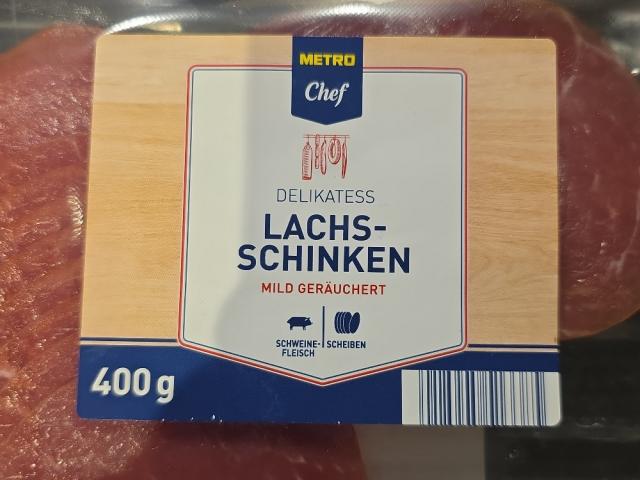 METRO
Chef
DELIKATESS
LACHS-
SCHINKEN
MILD GERÄUCHERT
SCHWEINE-
FLEISCH
SCHEIBEN
400 g